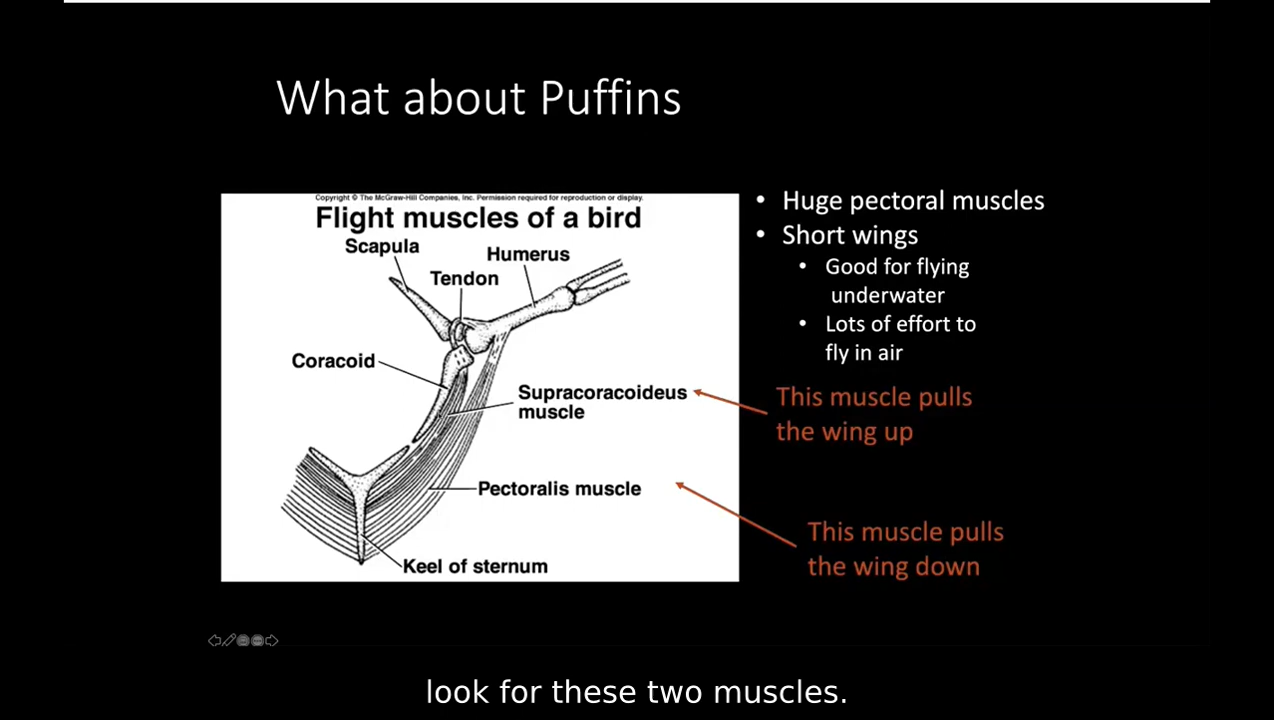 What about Puffins
Copyright © The McGraw-Hill Companies, Inc. Permission required for reproduction or display.
Flight muscles of a bird
Scapula
Humerus
Tendon
Coracoid
Supracoracoideus
muscle
Pectoralis muscle
Keel of sternum
• Huge pectoral muscles
• Short wings
• Good for flying
underwater
• Lots of effort to
fly in air
This muscle pulls
the wing up
This muscle pulls
the wing down
look for these two muscles.